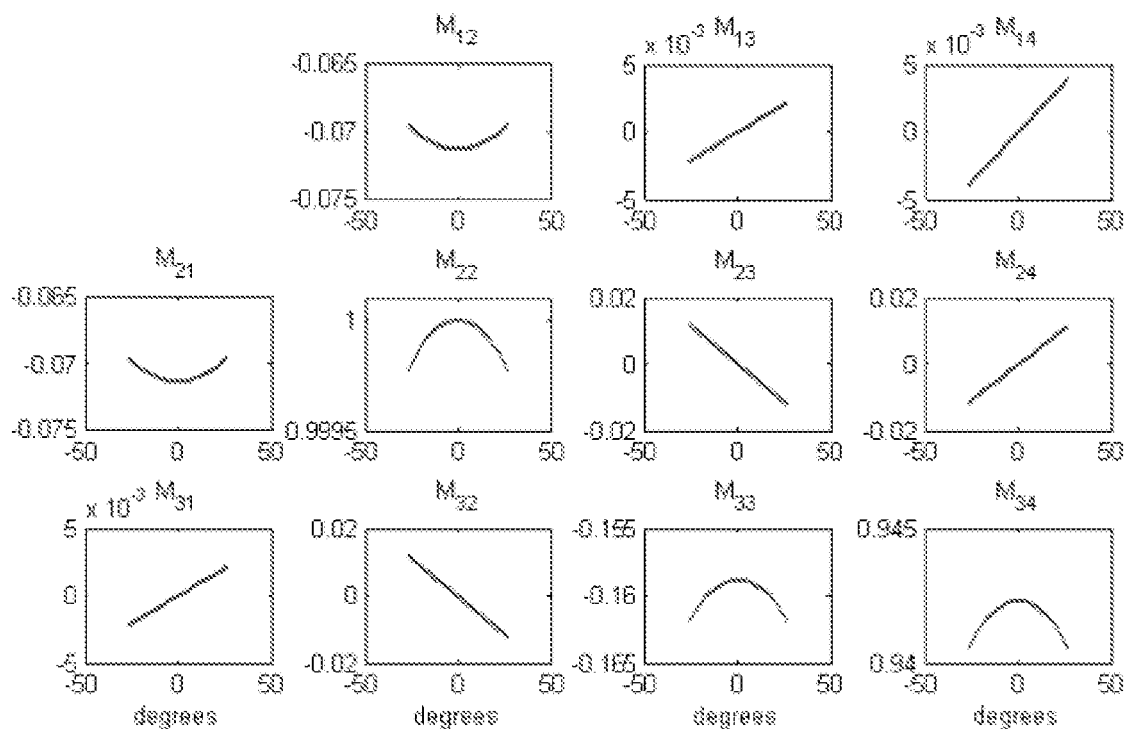 M12
x 10^-3 M13
x 10^-3 M14
-0.065
-0.07
-0.075
-50 0 50
5
0
-5
-50 0 50
5
0
-5
-50 0 50
M21
M22
M23
M24
-0.065
-0.07
-0.075
-50 0 50
1
0.9995
-50 0 50
0.02
0
-0.02
-50 0 50
0.02
0
-0.02
-50 0 50
x 10^-3 M31
M32
M33
M34
5
0
-5
-50 0 50
degrees
0.02
0
-0.02
-50 0 50
degrees
-0.155
-0.16
-0.165
-50 0 50
degrees
0.945
0.94
-50 0 50
degrees